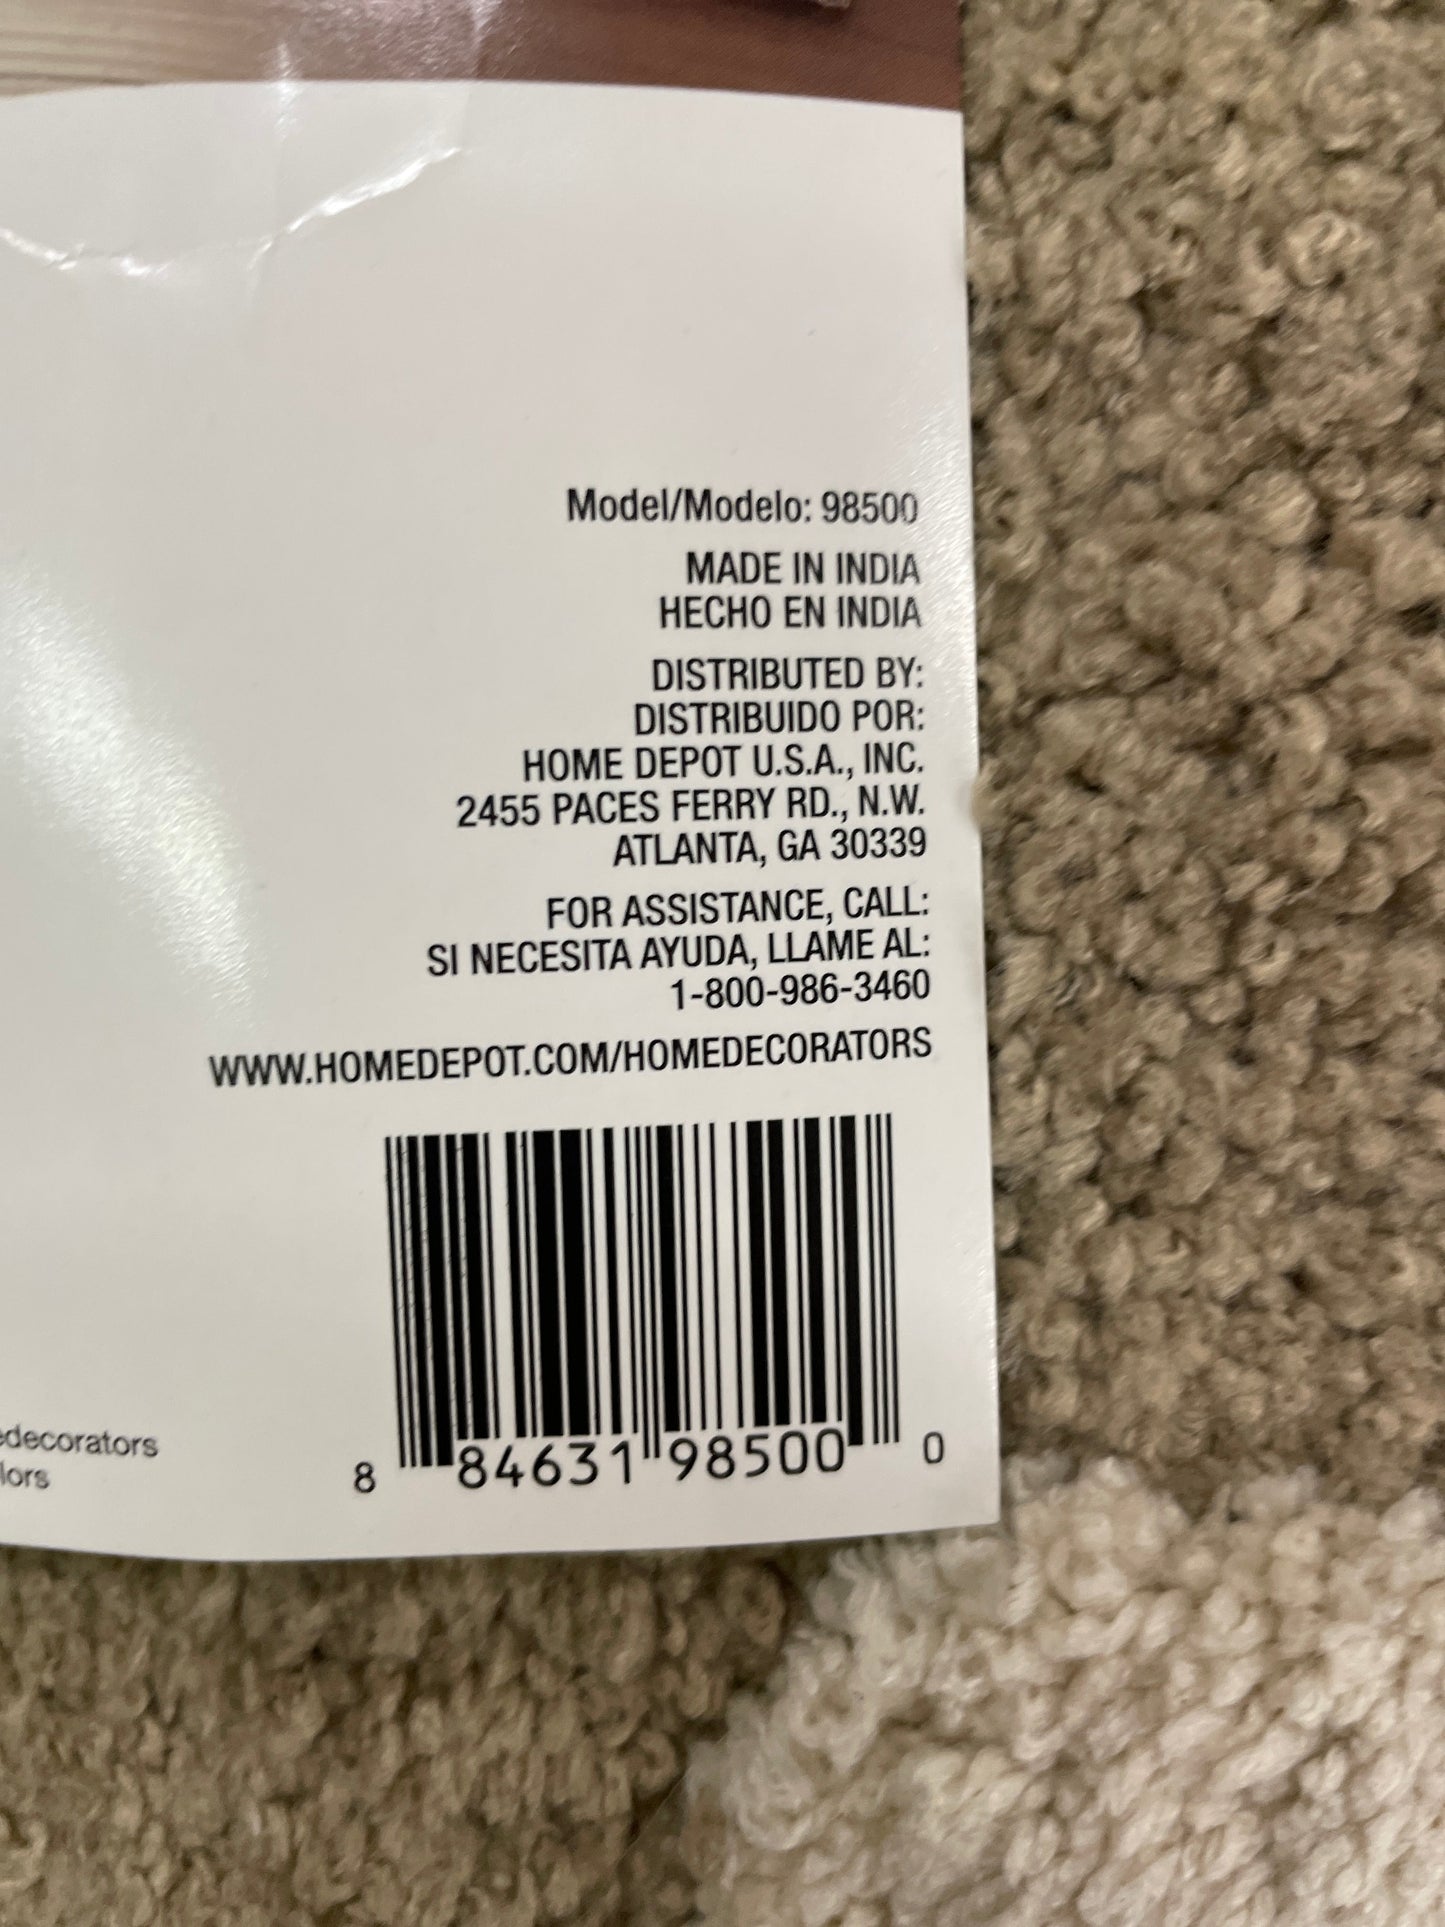 Model/Modelo: 98500
MADE IN INDIA
HECHO EN INDIA
DISTRIBUTED BY:
DISTRIBUIDO POR:
HOME DEPOT U.S.A., INC.
2455 PACES FERRY RD., N.W.
ATLANTA, GA 30339
FOR ASSISTANCE, CALL:
SI NECESITA AYUDA, LLAME AL:
1-800-986-3460
WWW.HOMEDEPOT.COM/HOMEDECORATORS
decorators
lors
8 84631 98500 0